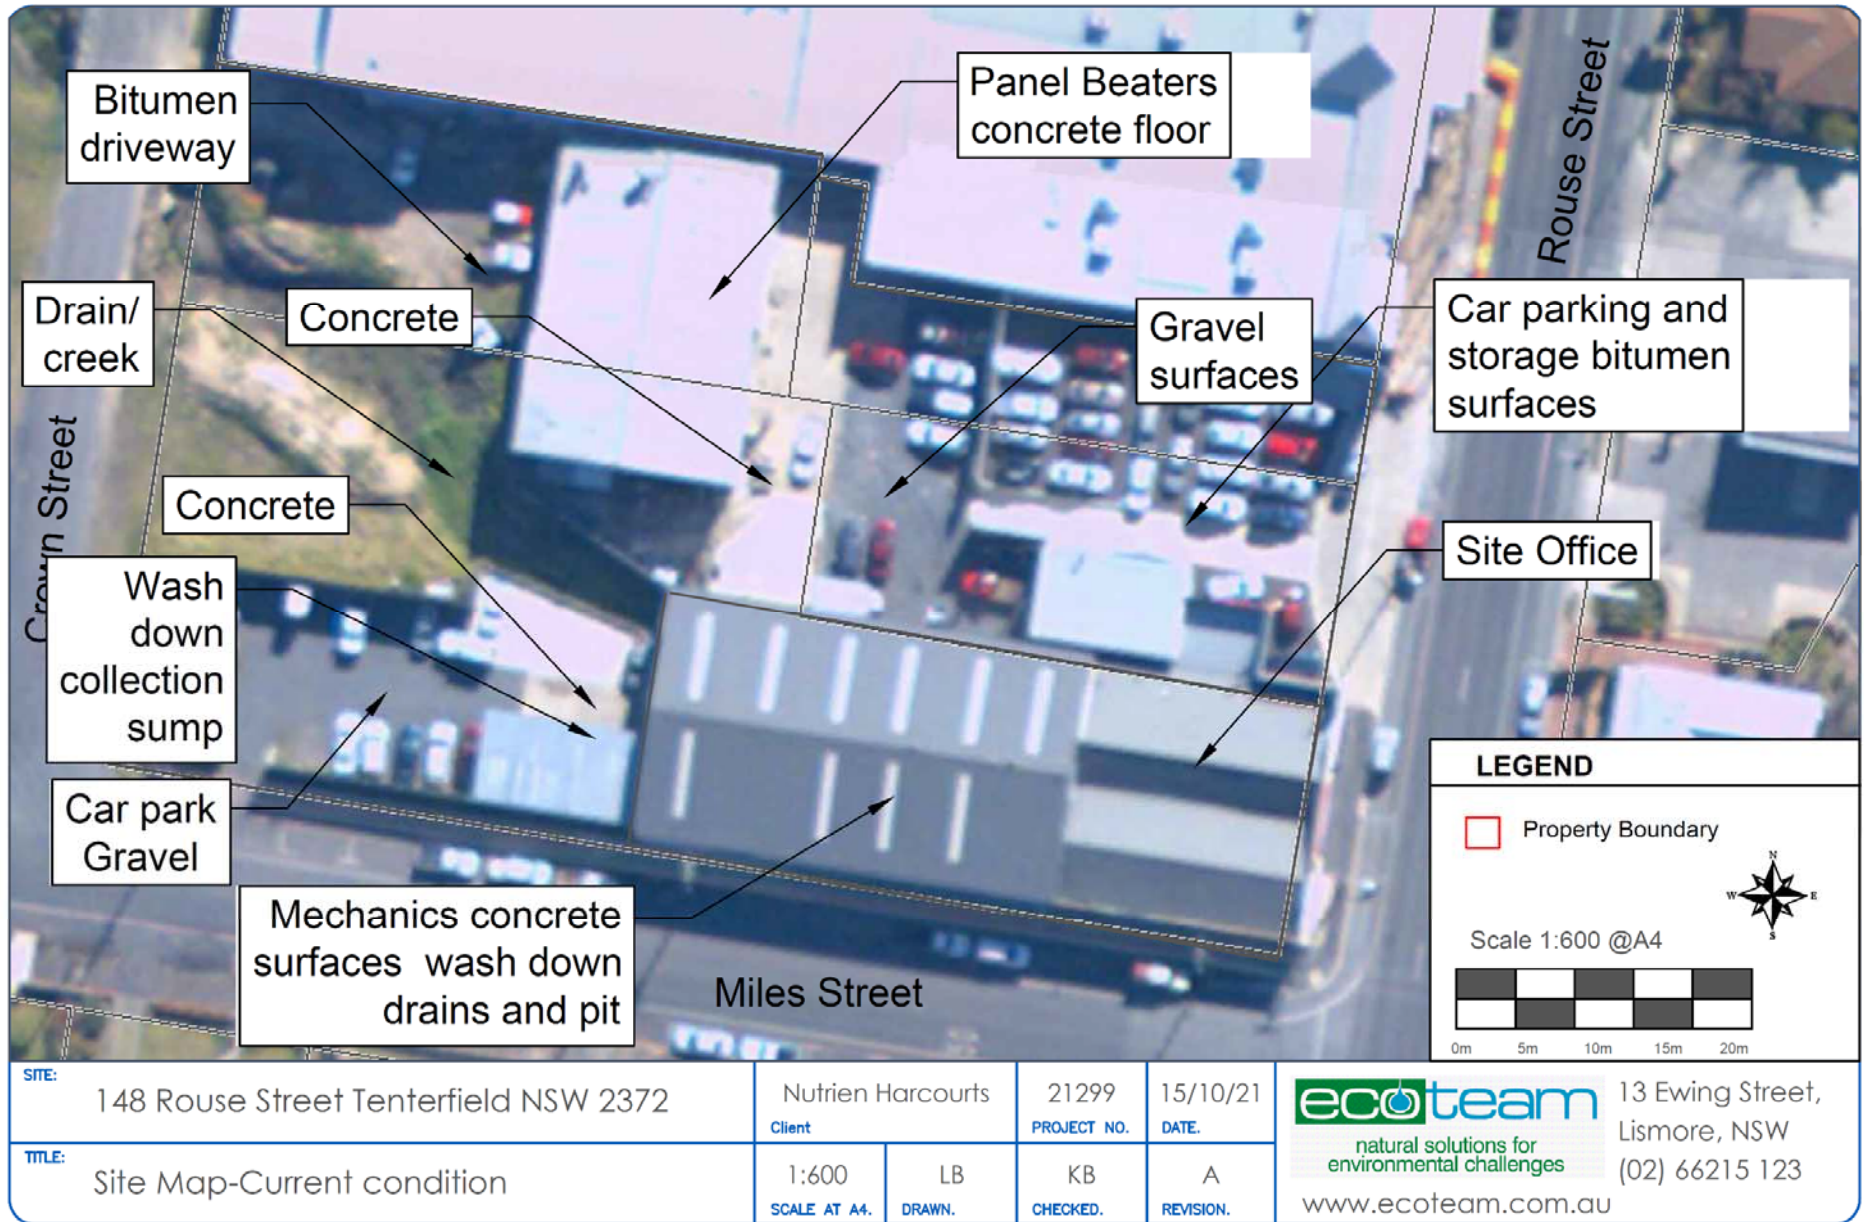 Bitumen
driveway
Panel Beaters
concrete floor
Rouse Street
Drain/
creek
Concrete
Gravel
surfaces
Car parking and
storage bitumen
surfaces
Crown Street
Concrete
Site Office
Wash
down
collection
sump
Car park
Gravel
Mechanics concrete
surfaces wash down
drains and pit
Miles Street
LEGEND
Property Boundary
N
W
E
S
Scale 1:600 @A4
0m 5m 10m 15m 20m
SITE:
148 Rouse Street Tenterfield NSW 2372
TITLE:
Site Map-Current condition
Nutrien Harcourts
Client
21299
PROJECT NO.
15/10/21
DATE.
1:600
SCALE AT A4.
LB
DRAWN.
KB
CHECKED.
A
REVISION.
ecoteam
natural solutions for
environmental challenges
www.ecoteam.com.au
13 Ewing Street,
Lismore, NSW
(02) 66215 123